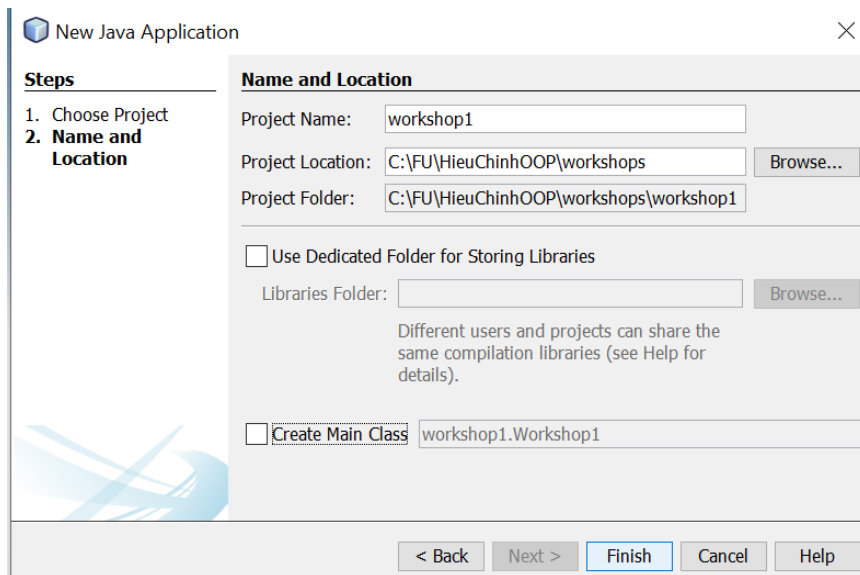 New Java Application
Steps
1. Choose Project
2. Name and
Location
Name and Location
Project Name: workshop1
Project Location: C:\FU\HieuChinhOOP\workshops Browse...
Project Folder: C:\FU\HieuChinhOOP\workshops\workshop1
Use Dedicated Folder for Storing Libraries
Libraries Folder: Browse...
Different users and projects can share the
same compilation libraries (see Help for
details).
Create Main Class workshop1.Workshop1
< Back Next > Finish Cancel Help